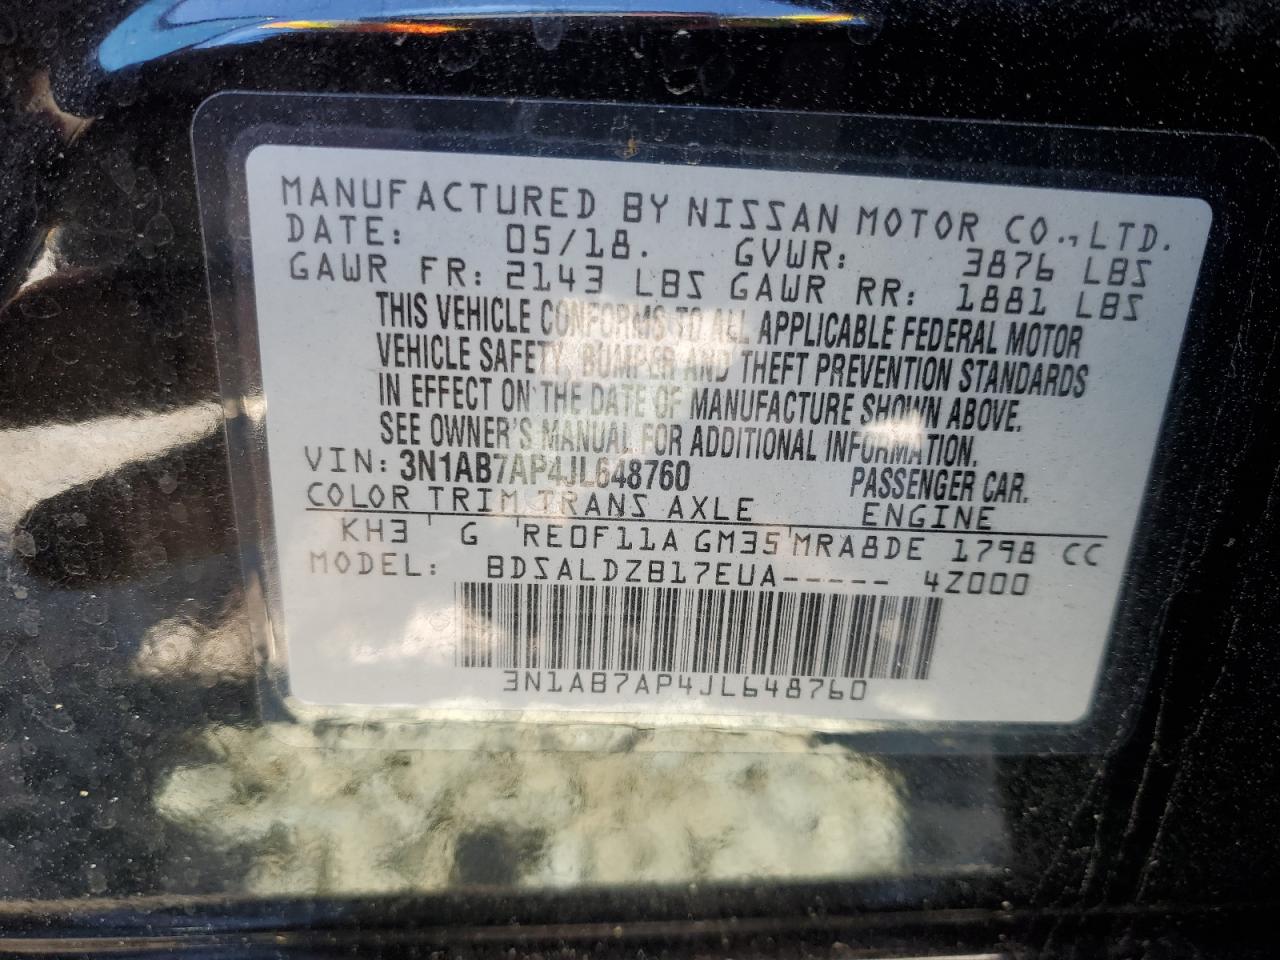 MANUFACTURED BY NISSAN MOTOR CO., LTD.
DATE: 05/18. GVWR: 3876 LBS
GAWR FR: 2143 LBS GAWR RR: 1881 LBS
THIS VEHICLE CONFORMS TO ALL APPLICABLE FEDERAL MOTOR
VEHICLE SAFETY, BUMPER AND THEFT PREVENTION STANDARDS
IN EFFECT ON THE DATE OF MANUFACTURE SHOWN ABOVE.
SEE OWNER'S MANUAL FOR ADDITIONAL INFORMATION.
VIN: 3N1AB7AP4JL648760 PASSENGER CAR.
COLOR TRIM TRANS AXLE ENGINE
KH3 G RE0F11A GM35 MRA8DE 1798 CC
MODEL: BDSALDZB17EUA----- 4Z000
3N1AB7AP4JL648760